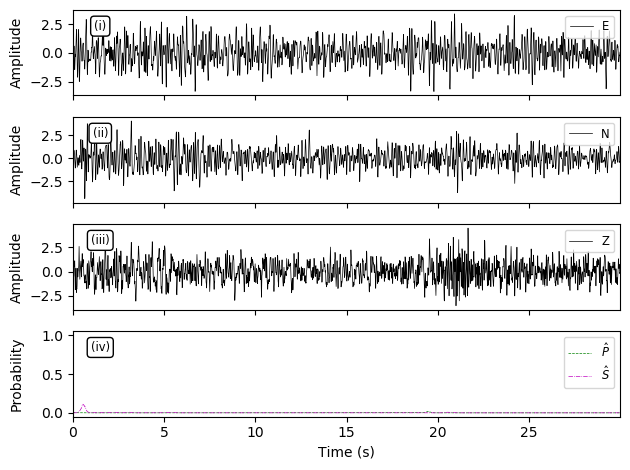 Amplitude
2.5
0.0
−2.5
(i)
E
Amplitude
2.5
0.0
−2.5
(ii)
N
Amplitude
2.5
0.0
−2.5
(iii)
Z
Probability
1.0
0.5
0.0
(iv)
P̂
Ŝ
0 5 10 15 20 25
Time (s)